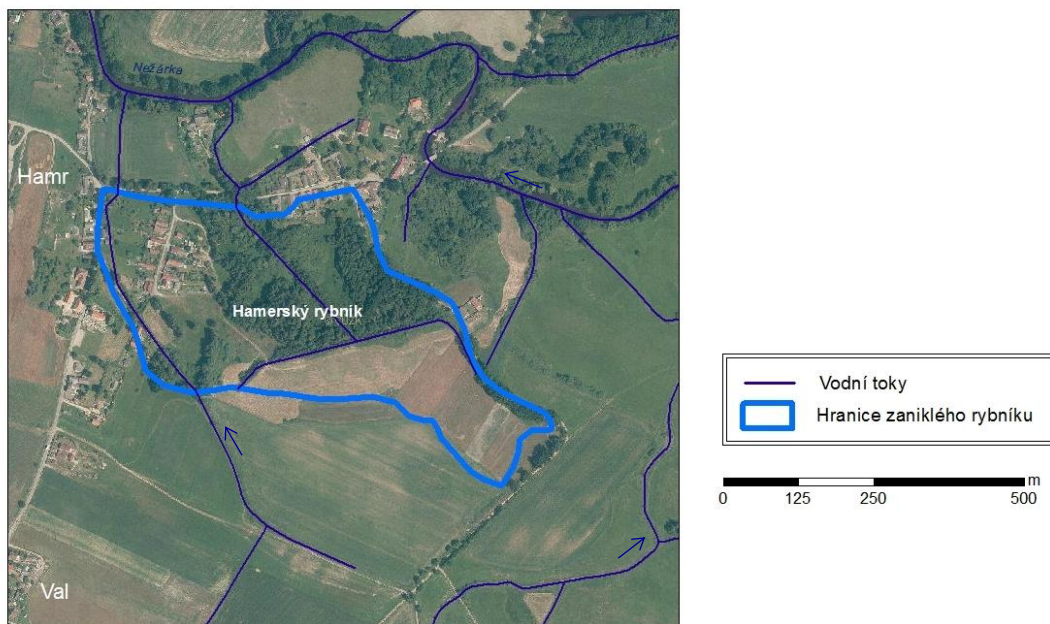 Nežárka
Hamr
Hamerský rybník
Val
Vodní toky
Hranice zaniklého rybníku
m
0 125 250 500